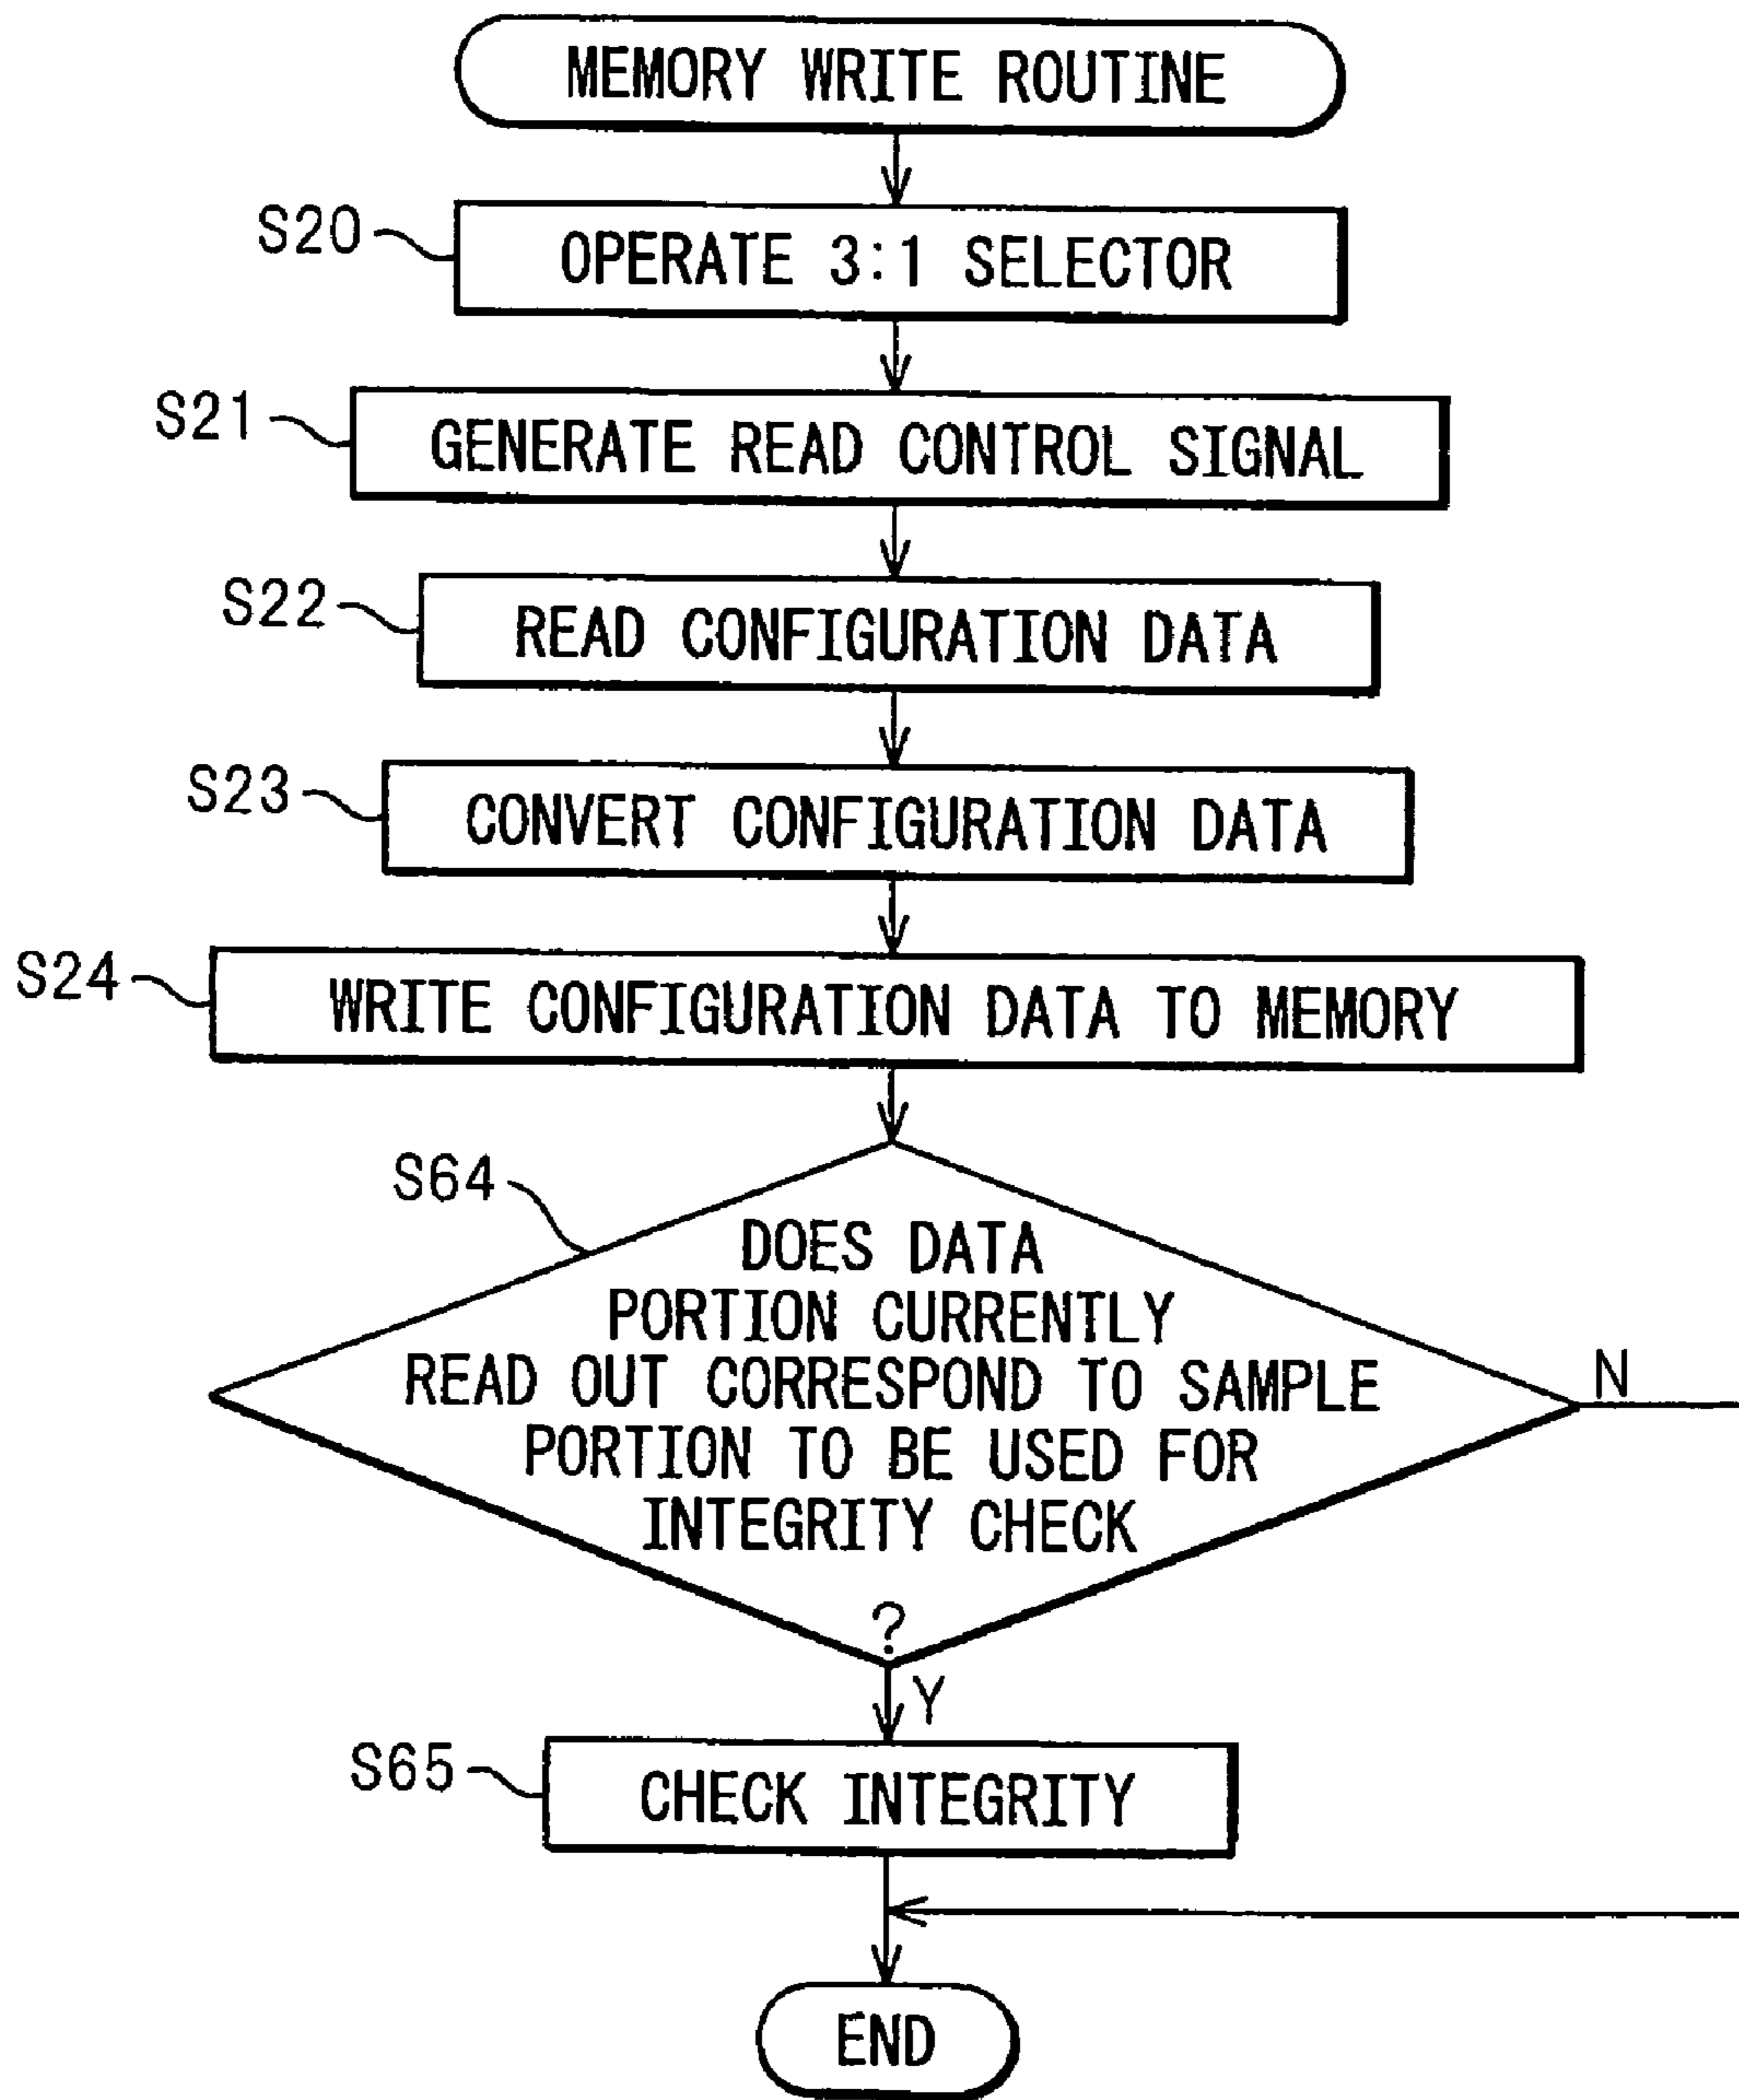 MEMORY WRITE ROUTINE
S20
OPERATE 3:1 SELECTOR
S21
GENERATE READ CONTROL SIGNAL
S22
READ CONFIGURATION DATA
S23
CONVERT CONFIGURATION DATA
S24
WRITE CONFIGURATION DATA TO MEMORY
S64
DOES DATA
PORTION CURRENTLY
READ OUT CORRESPOND TO SAMPLE
PORTION TO BE USED FOR
INTEGRITY CHECK
?
N
Y
S65
CHECK INTEGRITY
END